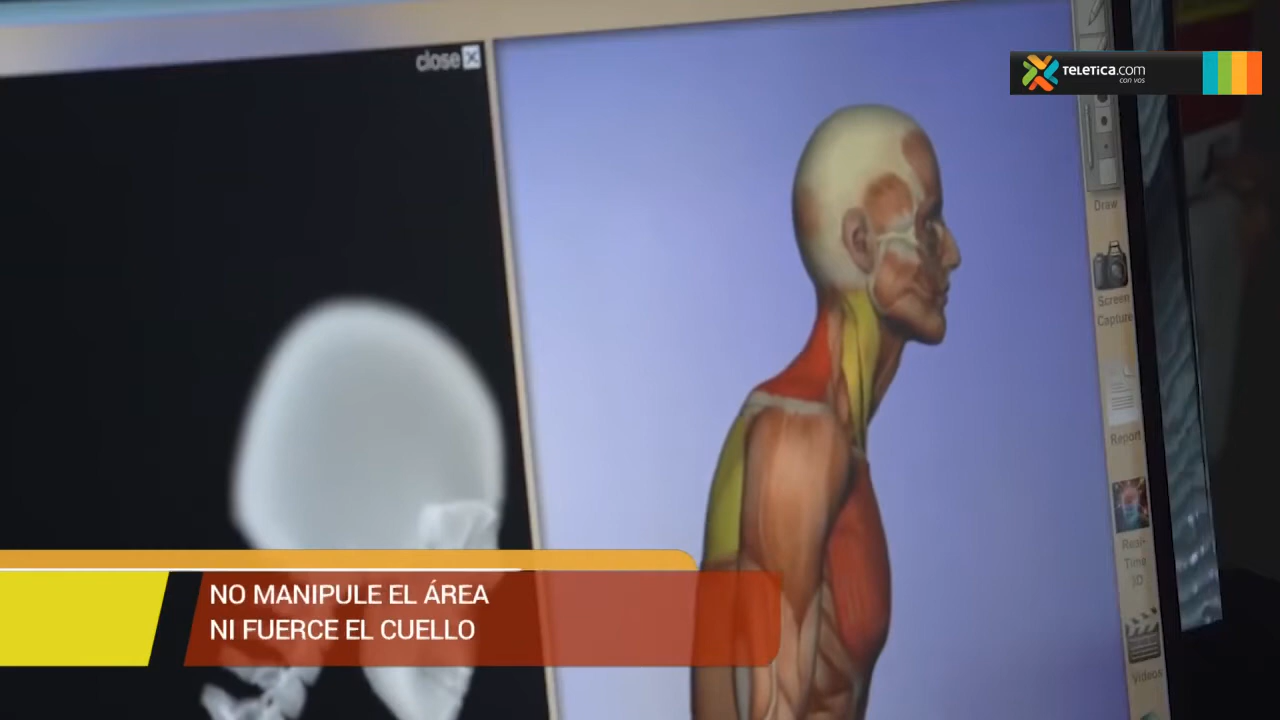 close
TELETICA.COM
con vos
Draw
Screen
Capture
Report
Real-
Time
3D
Videos
NO MANIPULE EL ÁREA
NI FUERCE EL CUELLO